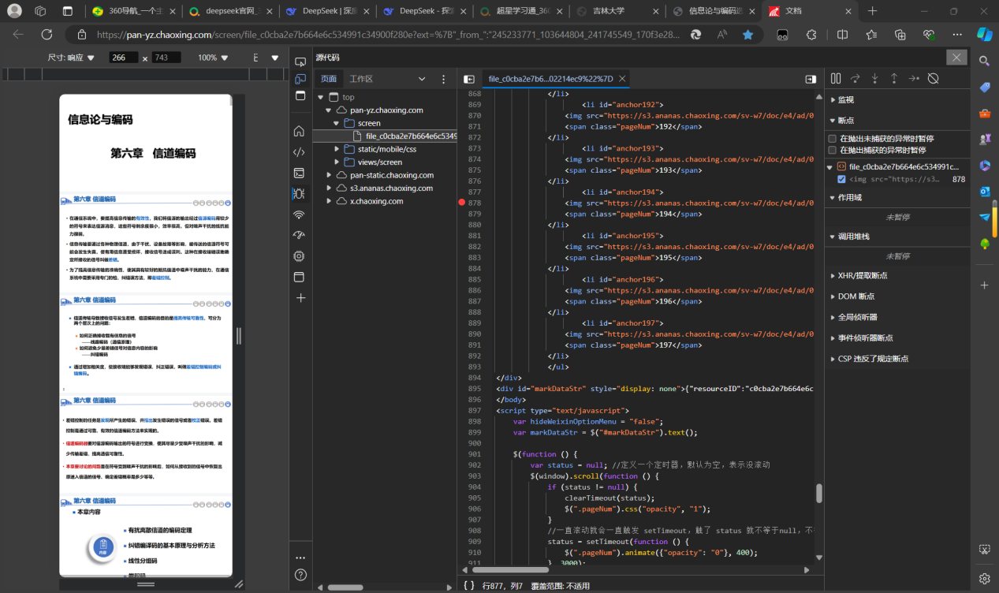 360导航_一个主
deepseek官网_3
DeepSeek | 深度
DeepSeek - 探索
超星学习通_360
吉林大学
信息论与编码选
文档
https://pan-yz.chaoxing.com/screen/file_c0cba2e7b664e6c534991c34900f280e?ext=%7B"_from_":"245233771_103644804_241745549_170f3e28...
尺寸: 响应 266 × 743 100%
源代码
页面 工作区
file_c0cba2e7b6...02214ec9%22%7D
top
pan-yz.chaoxing.com
screen
file_c0cba2e7b664e6c5349
static/mobile/css
views/screen
pan-static.chaoxing.com
s3.ananas.chaoxing.com
x.chaoxing.com
信息论与编码
第六章 信道编码
第六章 信道编码
• 在通信系统中，要提高信息传输的有效性，我们将信源的输出经过信源编码用较少
的符号来表达信源消息，这些符号剩余度很小，效率很高，但对噪声干扰的抵抗能
力很弱。
• 信息传输要通过各种物理信道，由于干扰、设备故障等影响，被传送的信源符号可
能会发生失真，使有用信息遭受损坏，接收信号造成误判。这种在接收端错误地确
定所接收的信号叫做差错。
• 为了提高信息传输的准确性，使其具有较好的抵抗信道中噪声干扰的能力，在通信
系统中需要采用专门的检、纠错误方法，即差错控制。
第六章 信道编码
信道传输导致接收信号发生差错，信道编码的目的是提高传输可靠性，可分为
两个层次上的问题：
如何正确接收载有信息的信号
——线路编码（通信原理）
如何避免少量差错信号对信息内容的影响
——纠错编码
通过增加相关度，使接收端能够发现错误，纠正错误，叫做差错控制编码或纠
错编码。
第六章 信道编码
• 差错控制的任务是发现所产生的错误，并指出发生错误的信号或者校正错误，差错
控制是通过可靠、有效的信道编码方法来实现的。
• 信道编码器要对信源编码输出的符号进行变换，使其尽量少受噪声干扰的影响，减
少传输差错，提高通信可靠性。
• 本章要讨论的问题是在符号受到噪声干扰的影响后，如何从接收到的信号中恢复出
原送入信道的信号，确定差错概率是多少等等。
第六章 信道编码
本章内容
内容
有扰离散信道的编码定理
纠错编译码的基本原理与分析方法
线性分组码
卷积码
868 </li>
869 <li id="anchor192">
870 <img src="https://s3.ananas.chaoxing.com/sv-w7/doc/e4/ad/0
871 <span class="pageNum">192</span>
872 </li>
873 <li id="anchor193">
874 <img src="https://s3.ananas.chaoxing.com/sv-w7/doc/e4/ad/0
875 <span class="pageNum">193</span>
876 </li>
877 <li id="anchor194">
878 <img src="https://s3.ananas.chaoxing.com/sv-w7/doc/e4/ad/0
879 <span class="pageNum">194</span>
880 </li>
881 <li id="anchor195">
882 <img src="https://s3.ananas.chaoxing.com/sv-w7/doc/e4/ad/0
883 <span class="pageNum">195</span>
884 </li>
885 <li id="anchor196">
886 <img src="https://s3.ananas.chaoxing.com/sv-w7/doc/e4/ad/0
887 <span class="pageNum">196</span>
888 </li>
889 <li id="anchor197">
890 <img src="https://s3.ananas.chaoxing.com/sv-w7/doc/e4/ad/0
891 <span class="pageNum">197</span>
892 </li>
893 </ul>
894 </div>
895 <div id="markDataStr" style="display: none">{"resourceID":"c0cba2e7b664e6c
896 </body>
897 <script type="text/javascript">
898 var hideWeixinOptionMenu = "false";
899 var markDataStr = $("#markDataStr").text();
900
901 $(function () {
902 var status = null; //定义一个定时器，默认为空，表示没滚动
903 $(window).scroll(function () {
904 if (status != null) {
905 clearTimeout(status);
906 $(".pageNum").css("opacity", "1");
907 }
908 //一直滚动就会一直触发 setTimeout，触了 status 就不等于null，不
909 status = setTimeout(function () {
910 $(".pageNum").animate({"opacity": "0"}, 400);
911 }, 3000);
{ } 行877，列7 覆盖范围: 不适用
监视
断点
在抛出未捕获的异常时暂停
在抛出捕获的异常时暂停
file_c0cba2e7b664e6c534991c...
<img src="https://s3... 878
作用域
未暂停
调用堆栈
未暂停
XHR/提取断点
DOM 断点
全局侦听器
事件侦听器断点
CSP 违反了规定断点